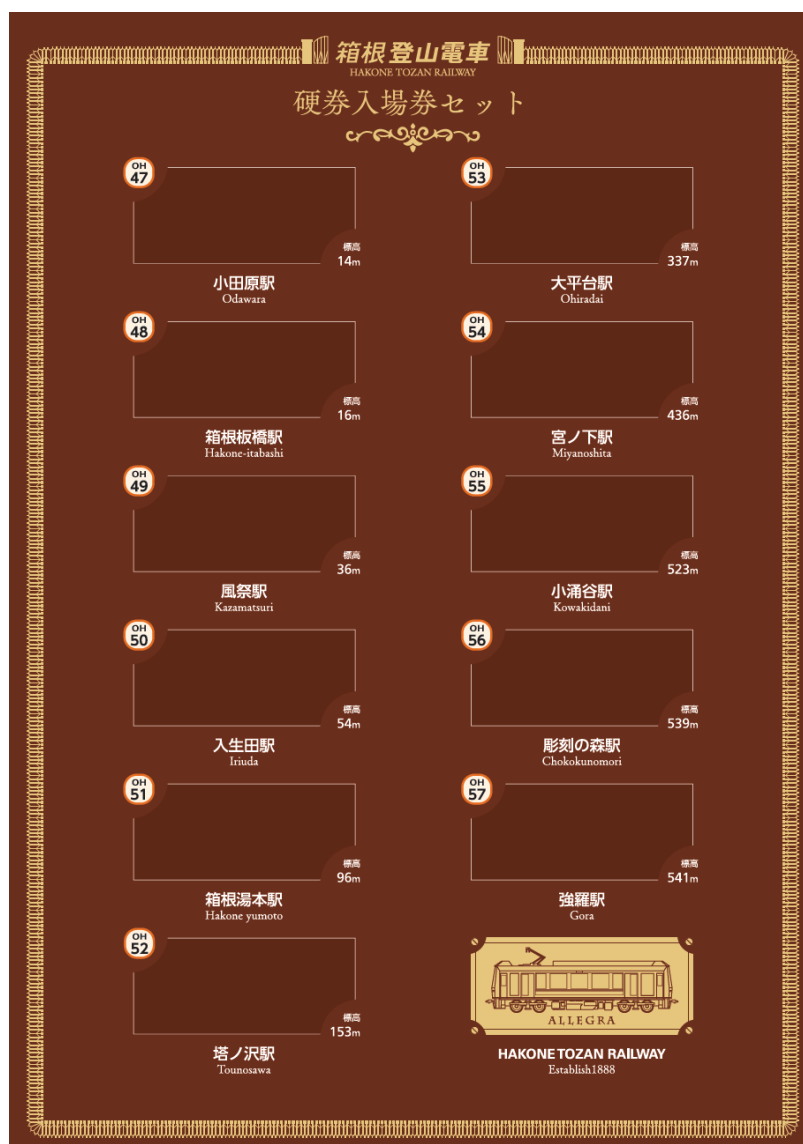 箱根登山電車
HAKONE TOZAN RAILWAY
硬券入場券セット
OH
47
標高
14m
小田原駅
Odawara
OH
48
標高
16m
箱根板橋駅
Hakone-itabashi
OH
49
標高
36m
風祭駅
Kazamatsuri
OH
50
標高
54m
入生田駅
Iriuda
OH
51
標高
96m
箱根湯本駅
Hakone yumoto
OH
52
標高
153m
塔ノ沢駅
Tounosawa
OH
53
標高
337m
大平台駅
Ohiradai
OH
54
標高
436m
宮ノ下駅
Miyanoshita
OH
55
標高
523m
小涌谷駅
Kowakidani
OH
56
標高
539m
彫刻の森駅
Chokokunomori
OH
57
標高
541m
強羅駅
Gora
ALLEGRA
HAKONE TOZAN RAILWAY
Establish1888